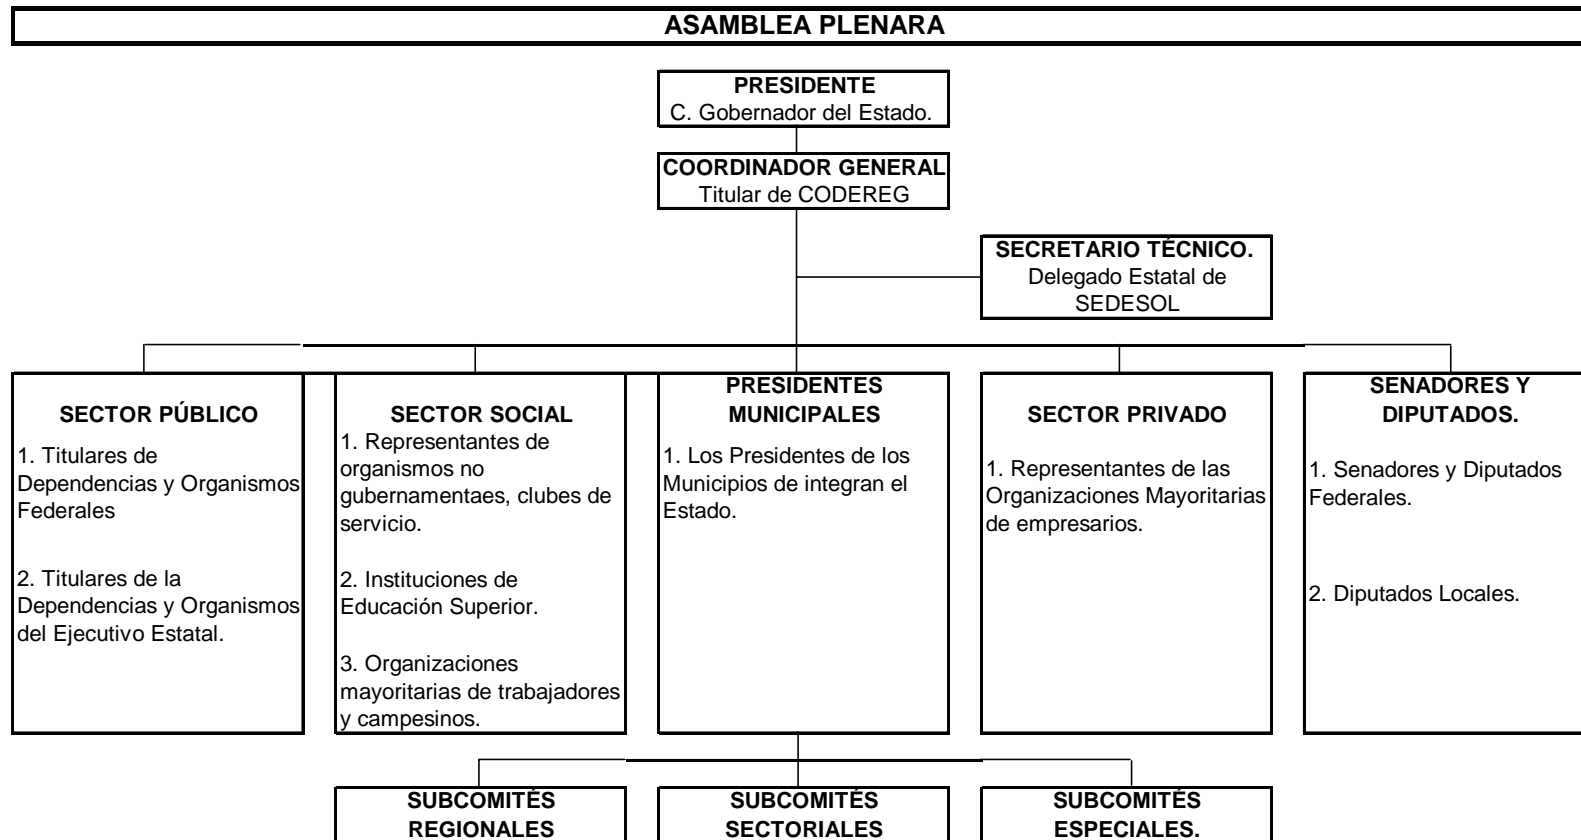 ASAMBLEA PLENARA
PRESIDENTE
C. Gobernador del Estado.
COORDINADOR GENERAL
Titular de CODEREG
SECRETARIO TÉCNICO.
Delegado Estatal de
SEDESOL
SECTOR PÚBLICO
1. Titulares de
Dependencias y Organismos
Federales
2. Titulares de la
Dependencias y Organismos
del Ejecutivo Estatal.
SECTOR SOCIAL
1. Representantes de
organismos no
gubernamentaes, clubes de
servicio.
2. Instituciones de
Educación Superior.
3. Organizaciones
mayoritarias de trabajadores
y campesinos.
PRESIDENTES
MUNICIPALES
1. Los Presidentes de los
Municipios de integran el
Estado.
SECTOR PRIVADO
1. Representantes de las
Organizaciones Mayoritarias
de empresarios.
SENADORES Y
DIPUTADOS.
1. Senadores y Diputados
Federales.
2. Diputados Locales.
SUBCOMITÉS
REGIONALES
SUBCOMITÉS
SECTORIALES
SUBCOMITÉS
ESPECIALES.